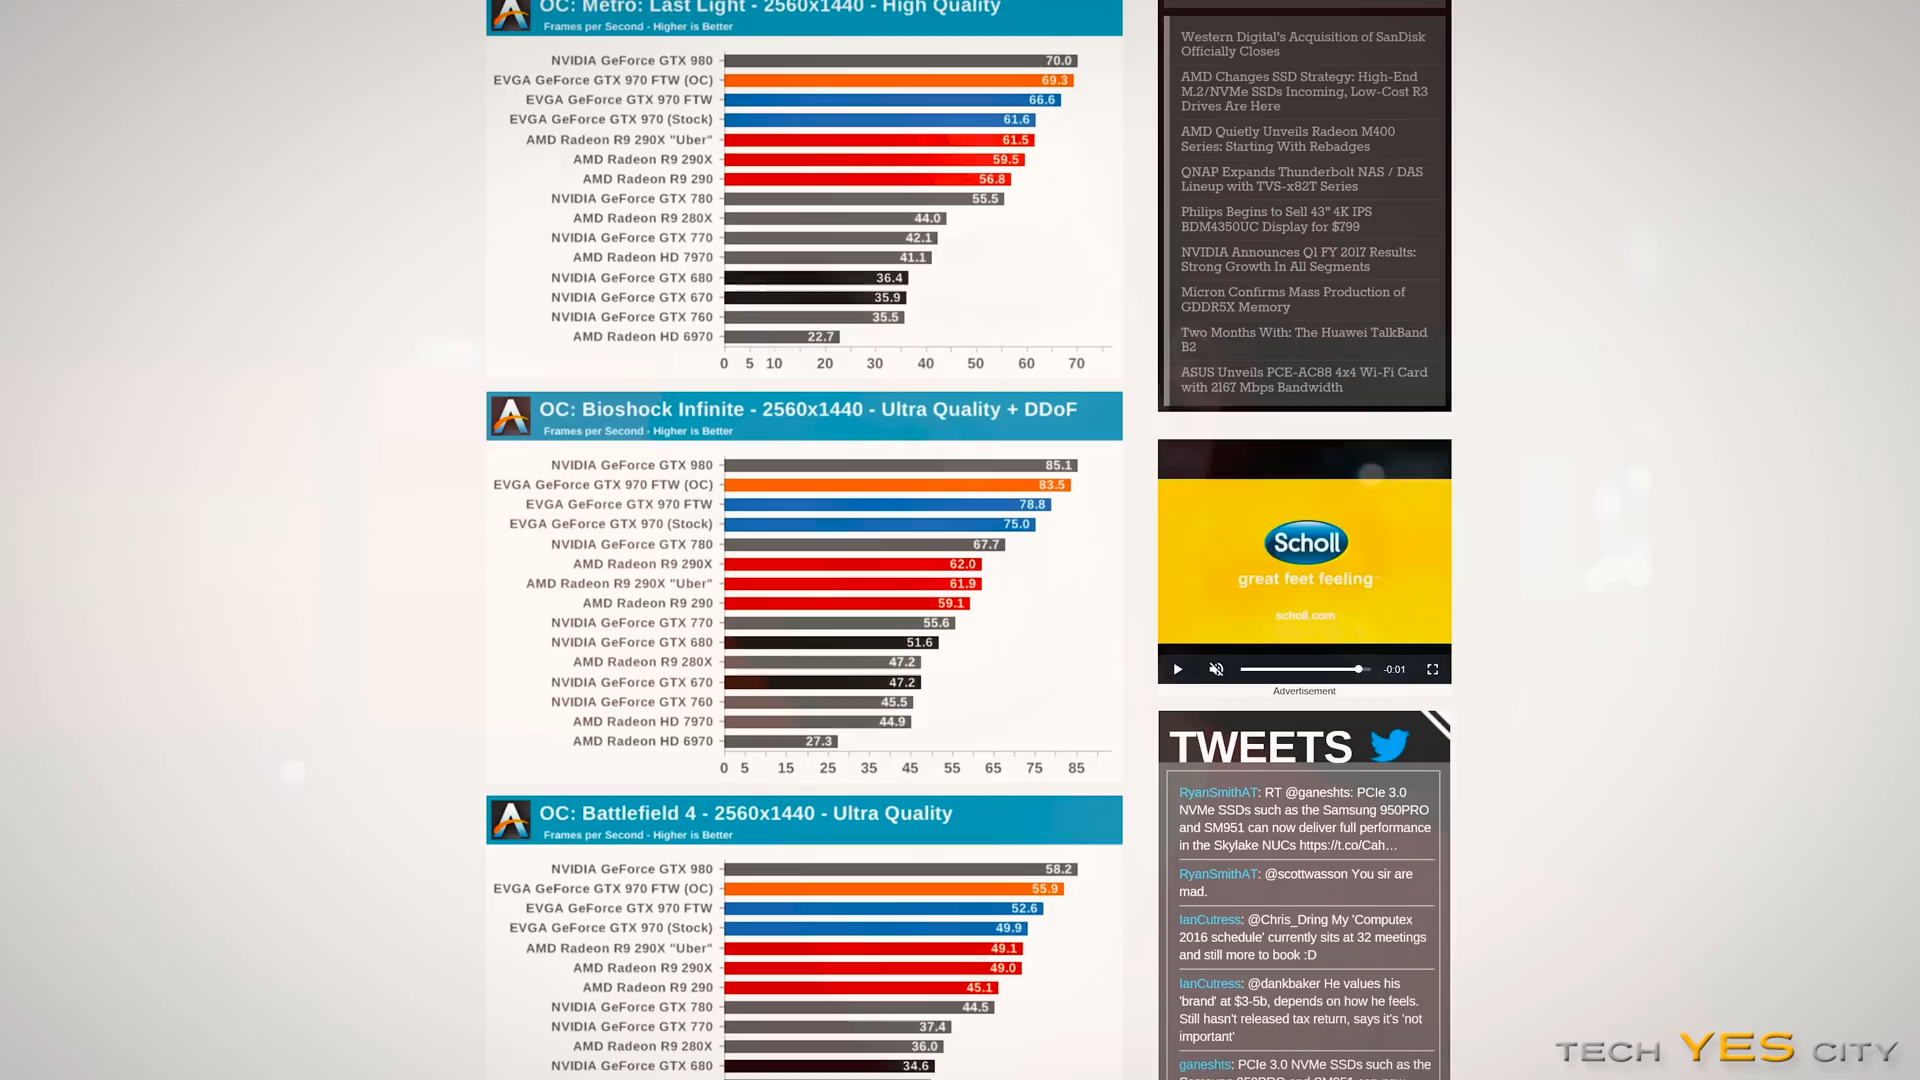 OC: Metro: Last Light - 2560x1440 - High Quality
Frames per Second - Higher is Better
NVIDIA GeForce GTX 980 70.0
EVGA GeForce GTX 970 FTW (OC) 69.3
EVGA GeForce GTX 970 FTW 66.6
EVGA GeForce GTX 970 (Stock) 61.6
AMD Radeon R9 290X "Uber" 61.5
AMD Radeon R9 290X 59.5
AMD Radeon R9 290 56.8
NVIDIA GeForce GTX 780 55.5
AMD Radeon R9 280X 44.0
NVIDIA GeForce GTX 770 42.1
AMD Radeon HD 7970 41.1
NVIDIA GeForce GTX 680 36.4
NVIDIA GeForce GTX 670 35.9
NVIDIA GeForce GTX 760 35.5
AMD Radeon HD 6970 22.7
0 5 10 20 30 40 50 60 70
OC: Bioshock Infinite - 2560x1440 - Ultra Quality + DDoF
Frames per Second - Higher is Better
NVIDIA GeForce GTX 980 85.1
EVGA GeForce GTX 970 FTW (OC) 83.5
EVGA GeForce GTX 970 FTW 78.8
EVGA GeForce GTX 970 (Stock) 75.0
NVIDIA GeForce GTX 780 67.7
AMD Radeon R9 290X 62.0
AMD Radeon R9 290X "Uber" 61.9
AMD Radeon R9 290 59.1
NVIDIA GeForce GTX 770 55.6
NVIDIA GeForce GTX 680 51.6
AMD Radeon R9 280X 47.2
NVIDIA GeForce GTX 670 47.2
NVIDIA GeForce GTX 760 45.5
AMD Radeon HD 7970 44.9
AMD Radeon HD 6970 27.3
0 5 15 25 35 45 55 65 75 85
OC: Battlefield 4 - 2560x1440 - Ultra Quality
Frames per Second - Higher is Better
NVIDIA GeForce GTX 980 58.2
EVGA GeForce GTX 970 FTW (OC) 55.9
EVGA GeForce GTX 970 FTW 52.6
EVGA GeForce GTX 970 (Stock) 49.9
AMD Radeon R9 290X "Uber" 49.1
AMD Radeon R9 290X 49.0
AMD Radeon R9 290 45.1
NVIDIA GeForce GTX 780 44.5
NVIDIA GeForce GTX 770 37.4
AMD Radeon R9 280X 36.0
NVIDIA GeForce GTX 680 34.6
Western Digital's Acquisition of SanDisk
Officially Closes
AMD Changes SSD Strategy: High-End
M.2/NVMe SSDs Incoming, Low-Cost R3
Drives Are Here
AMD Quietly Unveils Radeon M400
Series: Starting With Rebadges
QNAP Expands Thunderbolt NAS / DAS
Lineup with TVS-x82T Series
Philips Begins to Sell 43” 4K IPS
BDM4350UC Display for $799
NVIDIA Announces Q1 FY 2017 Results:
Strong Growth In All Segments
Micron Confirms Mass Production of
GDDR5X Memory
Two Months With: The Huawei TalkBand
B2
ASUS Unveils PCE-AC88 4x4 Wi-Fi Card
with 2167 Mbps Bandwidth
Scholl
great feet feeling
scholl.com
-0:01
Advertisement
TWEETS
RyanSmithAT: RT @ganeshts: PCIe 3.0
NVMe SSDs such as the Samsung 950PRO
and SM951 can now deliver full performance
in the Skylake NUCs https://t.co/Cah…
RyanSmithAT: @scottwasson You sir are
mad.
IanCutress: @Chris_Dring My 'Computex
2016 schedule' currently sits at 32 meetings
and still more to book :D
IanCutress: @dankbaker He values his
'brand' at $3-5b, depends on how he feels.
Still hasn't released tax return, says it's 'not
important'
ganeshts: PCIe 3.0 NVMe SSDs such as the
TECH YES CITY